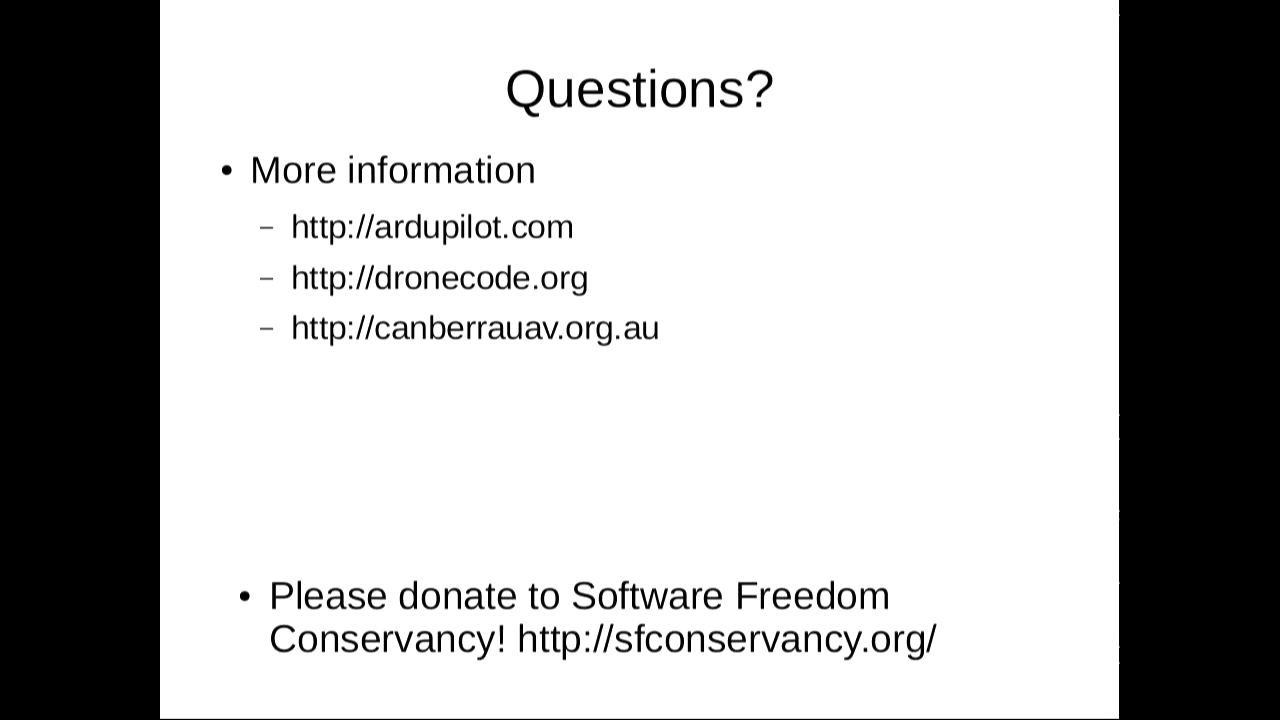 Questions?
• More information
– http://ardupilot.com
– http://dronecode.org
– http://canberrauav.org.au
• Please donate to Software Freedom
Conservancy! http://sfconservancy.org/